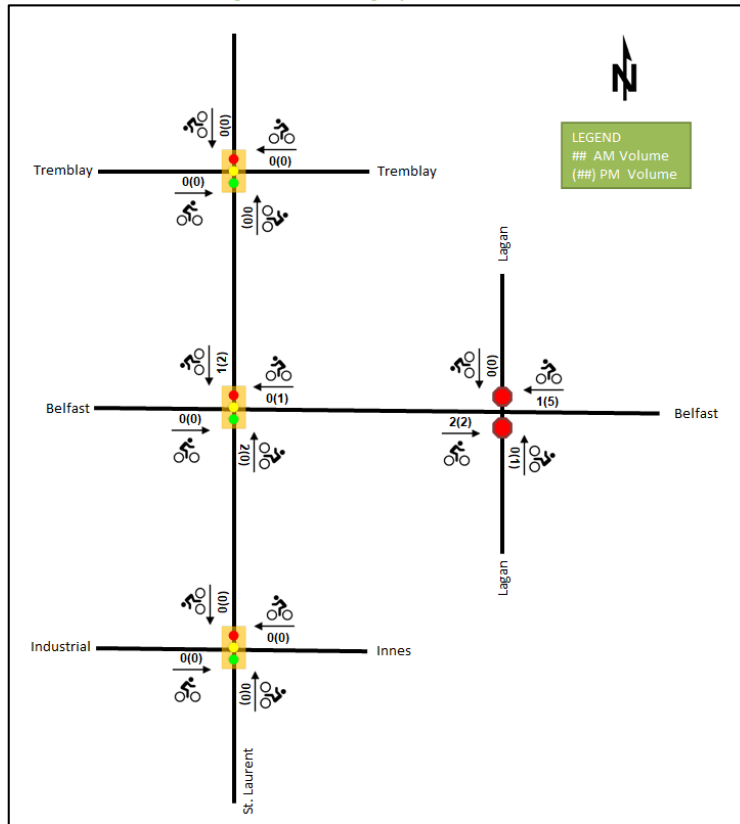 N
LEGEND
## AM Volume
(##) PM Volume
0(0)
0(0)
Tremblay
Tremblay
0(0)
0(0)
Lagan
1(2)
0(1)
0(0)
1(5)
Belfast
Belfast
0(0)
2(0)
2(2)
0(1)
Lagan
0(0)
0(0)
Industrial
Innes
0(0)
0(0)
St. Laurent